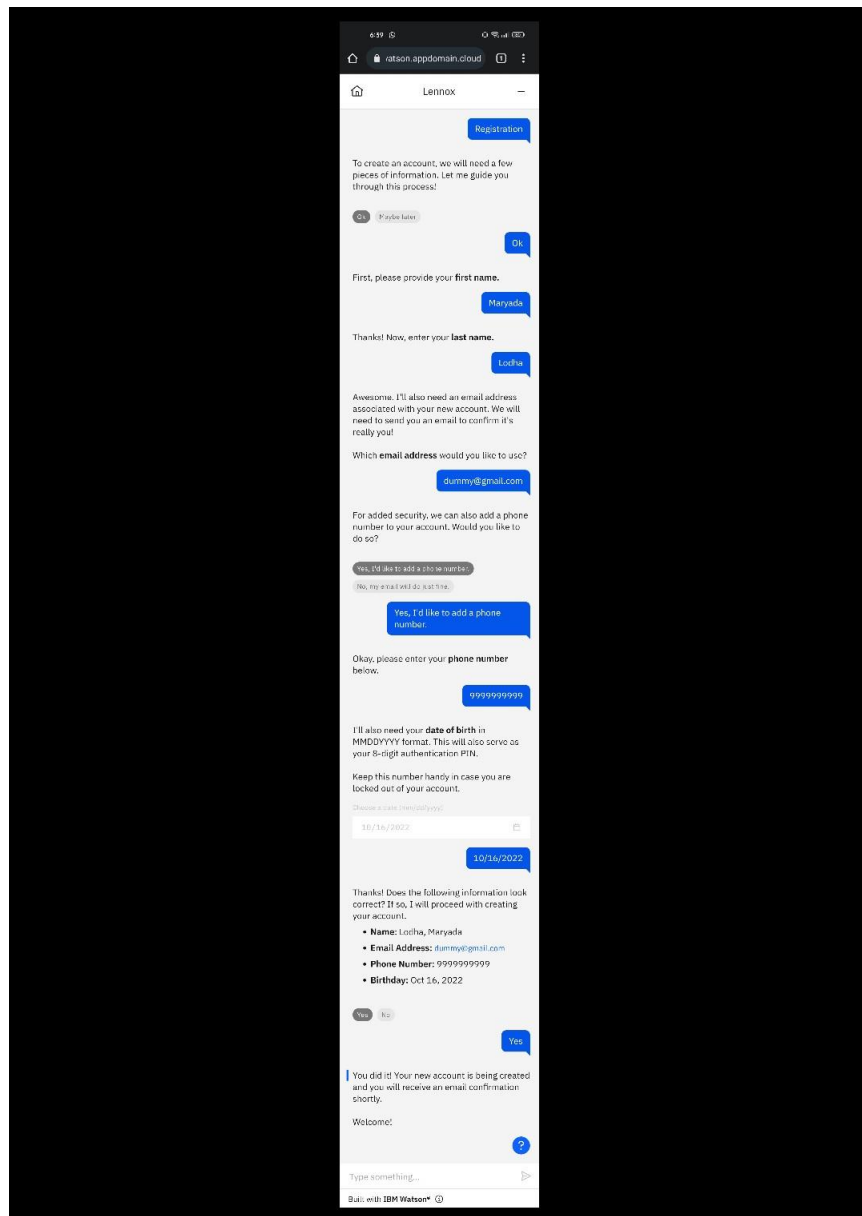 6:59
vatson.appdomain.cloud 1
Lennox
Registration
To create an account, we will need a few
pieces of information. Let me guide you
through this process!
Ok Maybe later
Ok
First, please provide your first name.
Maryada
Thanks! Now, enter your last name.
Lodha
Awesome. I'll also need an email address
associated with your new account. We will
need to send you an email to confirm it's
really you!
Which email address would you like to use?
dummy@gmail.com
For added security, we can also add a phone
number to your account. Would you like to
do so?
Yes, I'd like to add a phone number.
No, my email will do just fine.
Yes, I'd like to add a phone
number.
Okay, please enter your phone number
below.
9999999999
I'll also need your date of birth in
MMDDYYYY format. This will also serve as
your 8-digit authentication PIN.
Keep this number handy in case you are
locked out of your account.
Choose a date (mm/dd/yyyy)
10/16/2022
10/16/2022
Thanks! Does the following information look
correct? If so, I will proceed with creating
your account.
• Name: Lodha, Maryada
• Email Address: dummy@gmail.com
• Phone Number: 9999999999
• Birthday: Oct 16, 2022
Yes No
Yes
You did it! Your new account is being created
and you will receive an email confirmation
shortly.
Welcome!
?
Type something...
Built with IBM Watson®